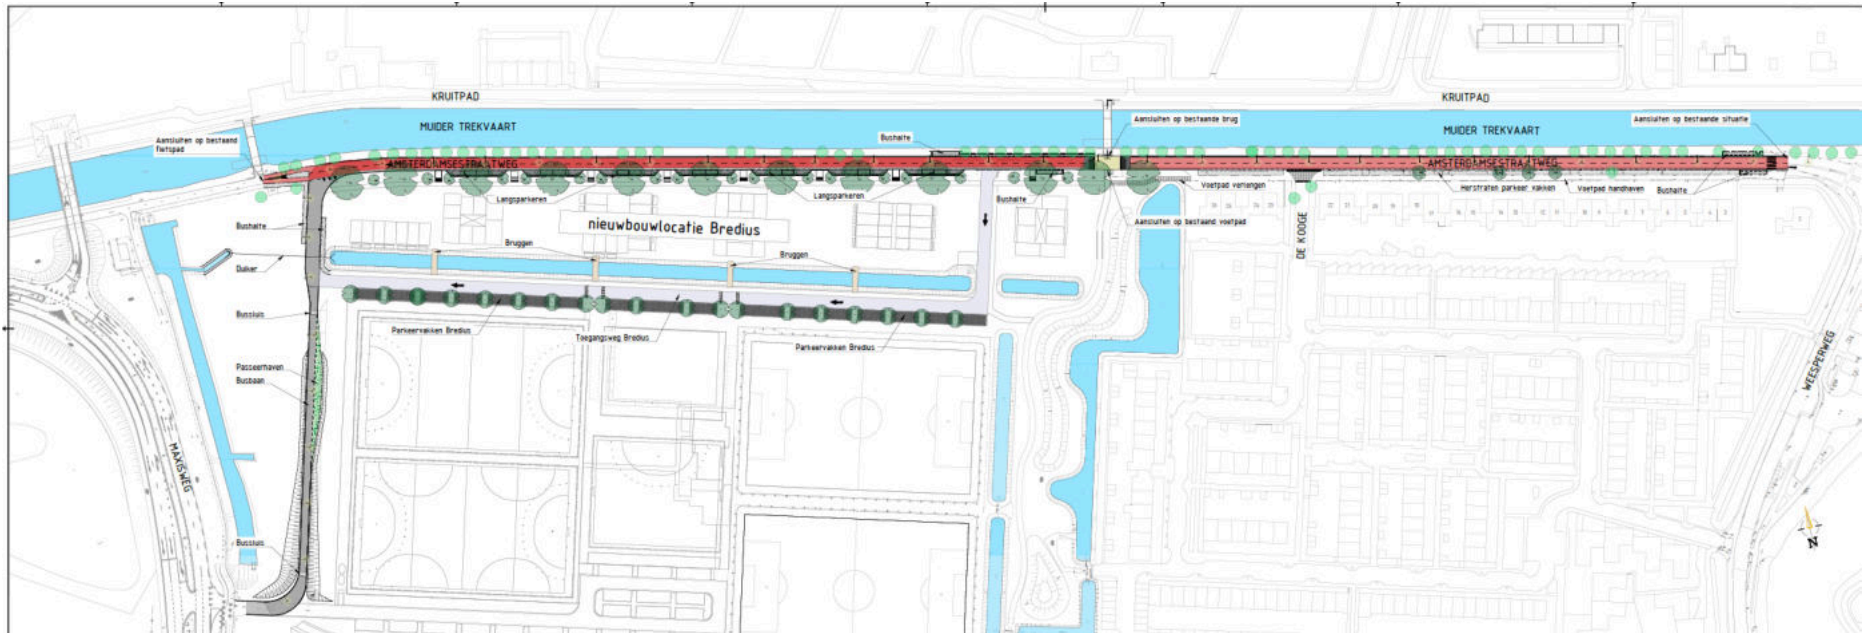 KRUITPAD
KRUITPAD
MUIDER TREKVAART
MUIDER TREKVAART
Aansluiten op bestaande brug
Aansluiten op bestaande situatie
Aansluiten op bestaand
fietspad
Bushalte
AMSTERDAMSESTRAATWEG
AMSTERDAMSESTRAATWEG
Langsparkeren
Langsparkeren
Bushalte
Voetpad verlengen
Herstraten parkeer vakken
Voetpad handhaven
Bushalte
Aansluiten op bestaand voetpad
Bushalte
nieuwbouwlocatie Bredius
DE KOOGE
Bruggen
Bruggen
Duiker
Bussluis
Parkeervakken Bredius
Toegangsweg Bredius
Parkeervakken Bredius
Passeerhaven
Busbaan
WEESPERWEG
MAXISWEG
Bussluis
N